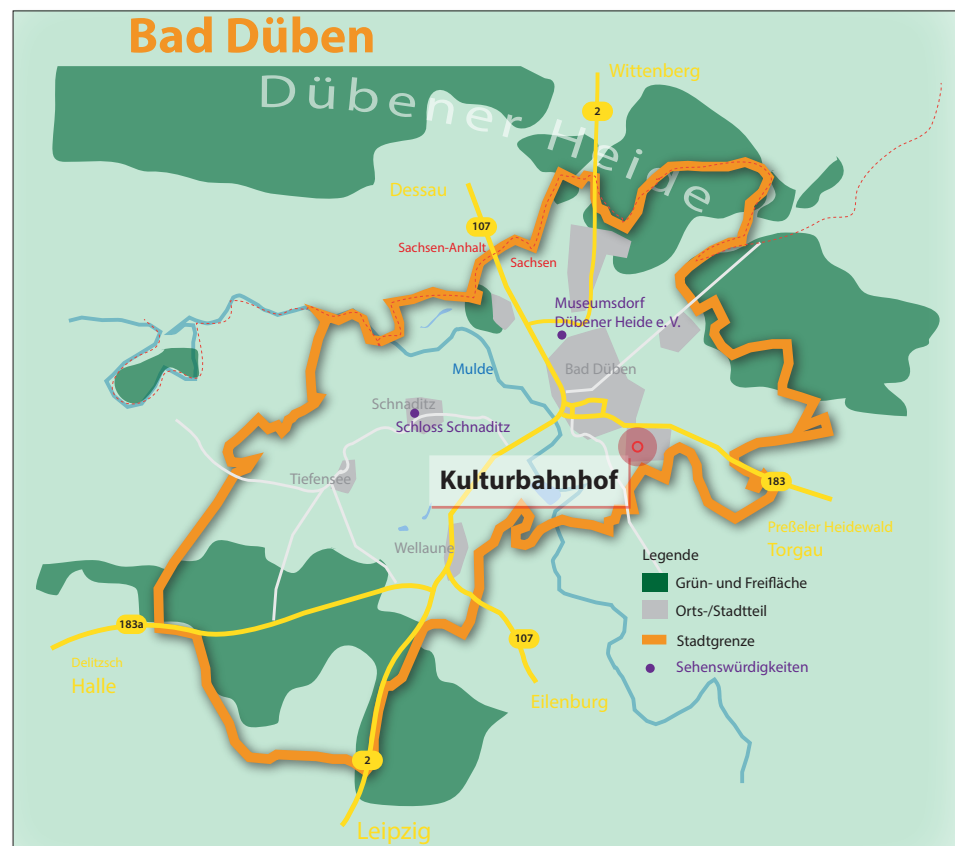 Bad Düben
Dübener Heide
Wittenberg
2
Dessau
107
Sachsen-Anhalt
Sachsen
Museumsdorf
Dübener Heide e. V.
Mulde
Bad Düben
Schnaditz
Schloss Schnaditz
Tiefensee
Kulturbahnhof
183
Preßeler Heidewald
Torgau
Wellaune
Legende
Grün- und Freifläche
Orts-/Stadtteil
Stadtgrenze
Sehenswürdigkeiten
183a
107
Delitzsch
Halle
Eilenburg
2
Leipzig